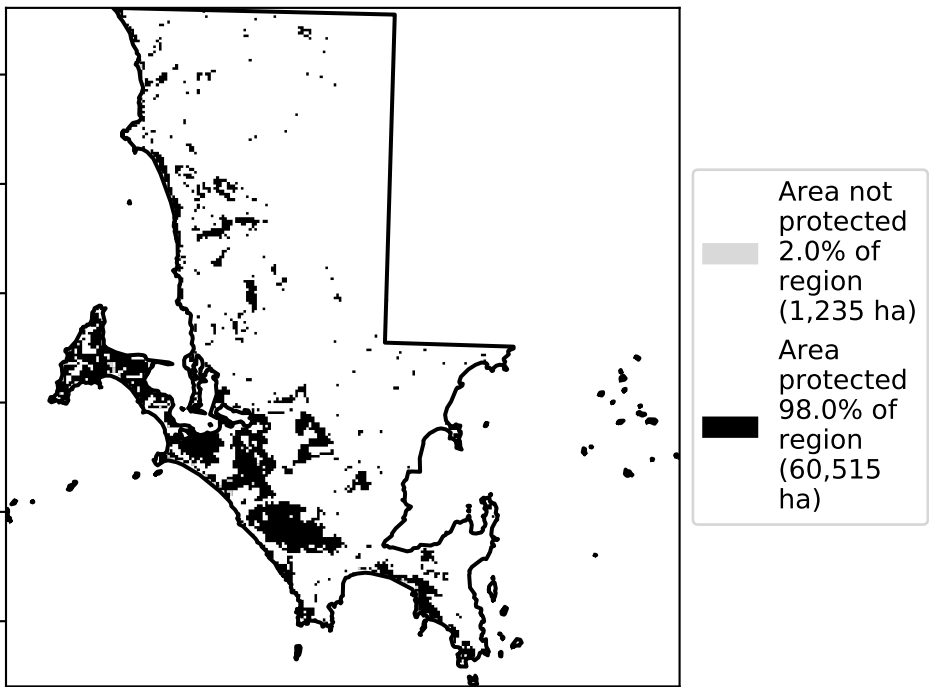 Area not
protected
2.0% of
region
(1,235 ha)
Area
protected
98.0% of
region
(60,515
ha)